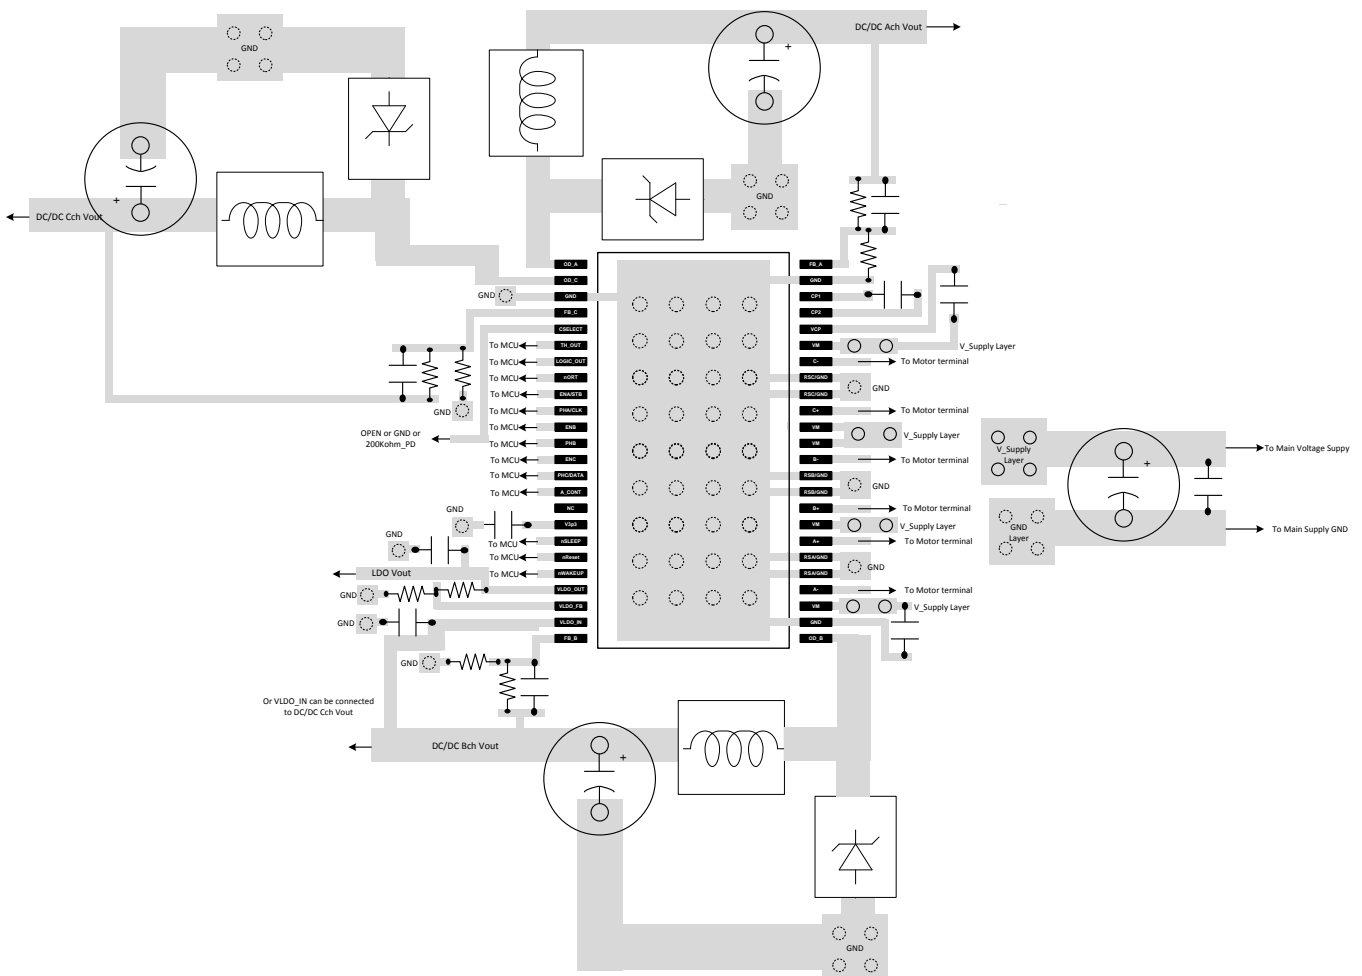 DC/DC Ach Vout
+
GND
GND
+
DC/DC Cch Vout
OD_A
OD_C
GND
GND
FB_C
CSELECT
To MCU
TH_OUT
To MCU
LOGIC_OUT
To MCU
nORT
To MCU
ENA/STB
To MCU
PHA/CLK
To MCU
ENB
To MCU
PHB
To MCU
ENC
To MCU
PHC/DATA
To MCU
A_CONT
NC
GND
V3p3
To MCU
nSLEEP
To MCU
nReset
To MCU
nWAKEUP
VLDO_OUT
VLDO_FB
VLDO_IN
FB_B
GND
OPEN or GND or
200Kohm_PD
GND
LDO Vout
GND
GND
GND
Or VLDO_IN can be connected
to DC/DC Cch Vout
DC/DC Bch Vout
+
FB_A
GND
CP1
CP2
VCP
VM
V_Supply Layer
C-
To Motor terminal
RSC/GND
GND
RSC/GND
C+
To Motor terminal
VM
V_Supply Layer
VM
B-
To Motor terminal
RSB/GND
GND
RSB/GND
B+
To Motor terminal
VM
V_Supply Layer
A+
To Motor terminal
RSA/GND
GND
RSA/GND
A-
To Motor terminal
VM
V_Supply Layer
GND
OD_B
V_Supply
Layer
+
To Main Voltage Suppy
GND
Layer
To Main Supply GND
GND